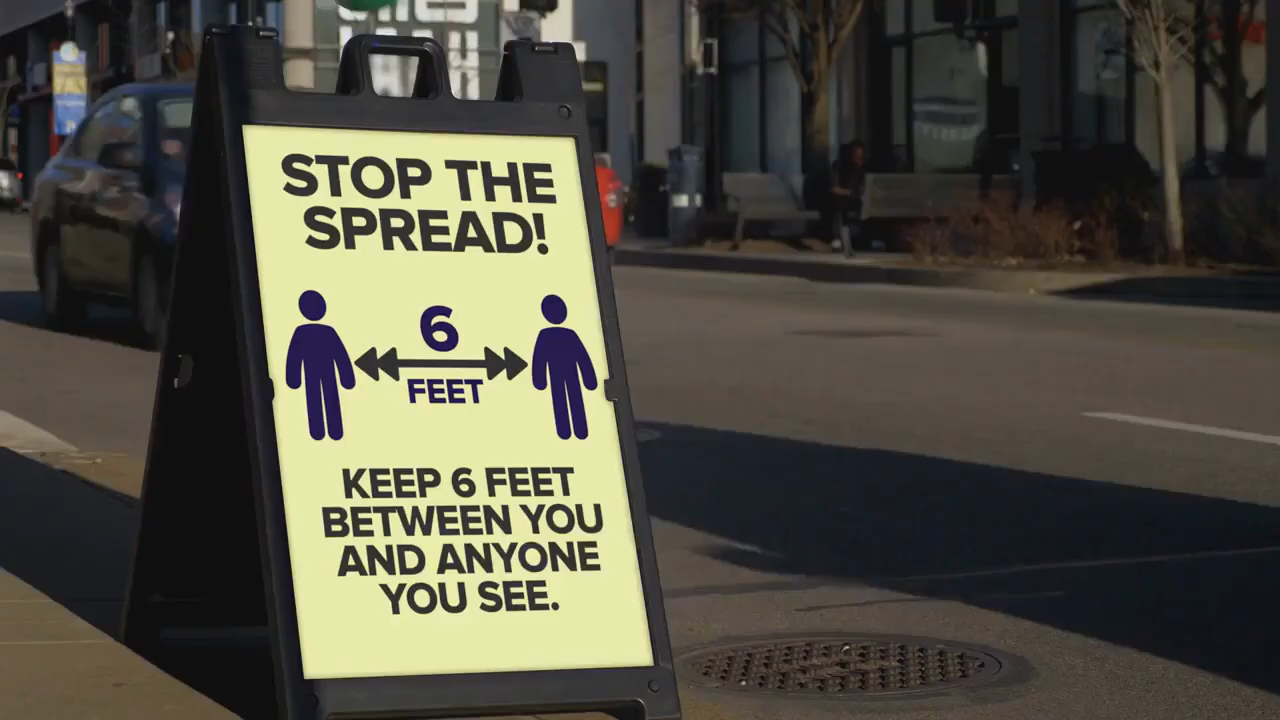 STOP THE
SPREAD!
6
FEET
KEEP 6 FEET
BETWEEN YOU
AND ANYONE
YOU SEE.